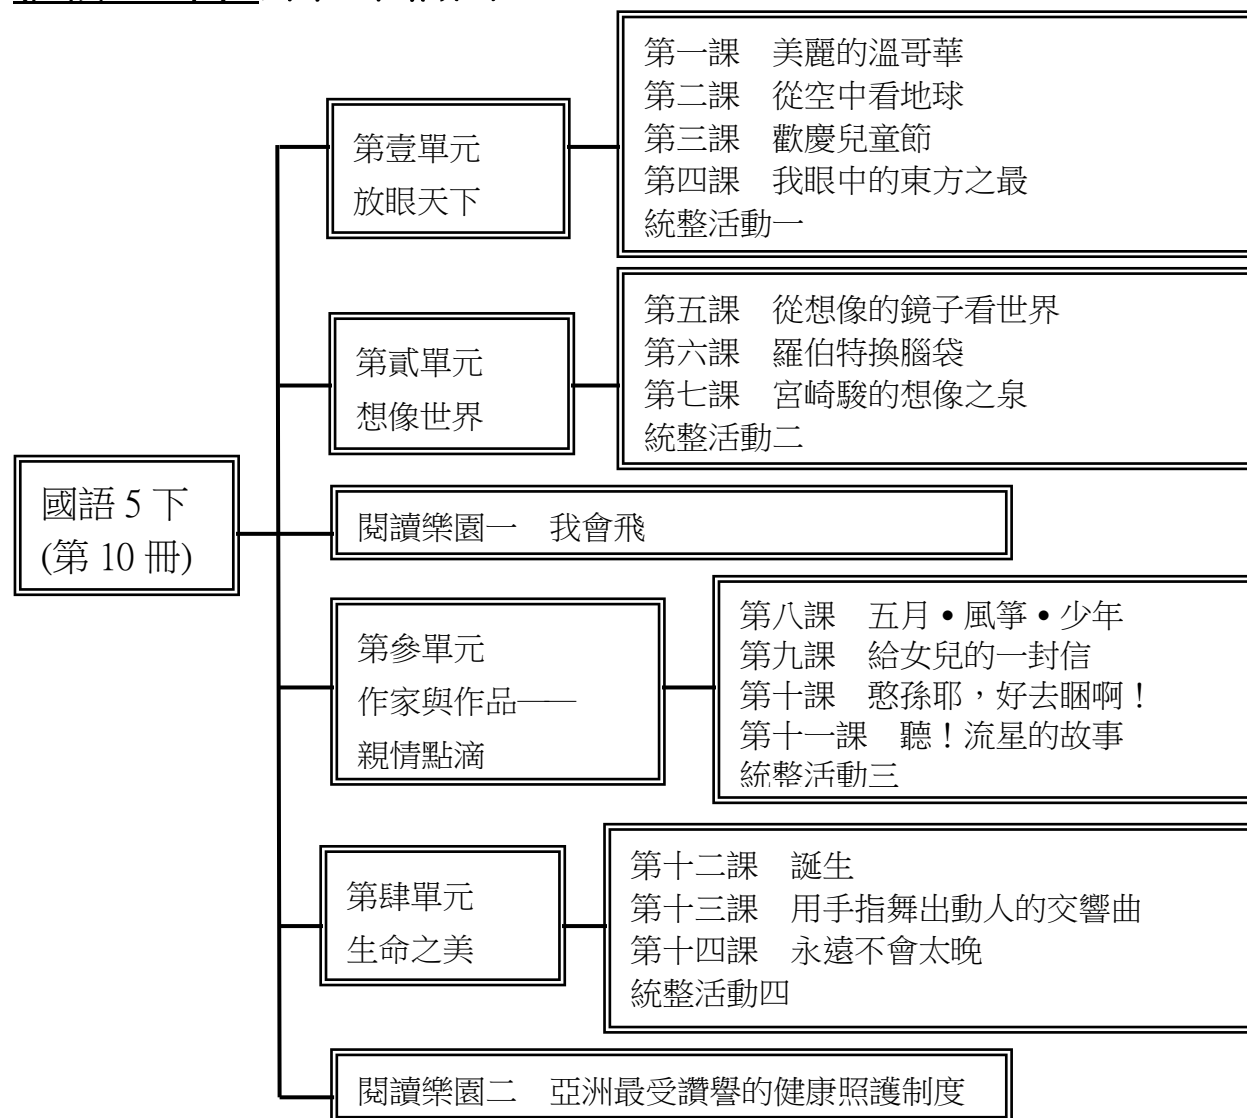 第一課　美麗的溫哥華
第二課　從空中看地球
第三課　歡慶兒童節
第四課　我眼中的東方之最
統整活動一
第壹單元
放眼天下
第五課　從想像的鏡子看世界
第六課　羅伯特換腦袋
第七課　宮崎駿的想像之泉
統整活動二
第貳單元
想像世界
國語 5 下
(第 10 冊)
閱讀樂園一　我會飛
第八課　五月•風箏•少年
第九課　給女兒的一封信
第十課　憨孫耶，好去睏啊！
第十一課　聽！流星的故事
統整活動三
第參單元
作家與作品──
親情點滴
第十二課　誕生
第十三課　用手指舞出動人的交響曲
第十四課　永遠不會太晚
統整活動四
第肆單元
生命之美
閱讀樂園二　亞洲最受讚譽的健康照護制度